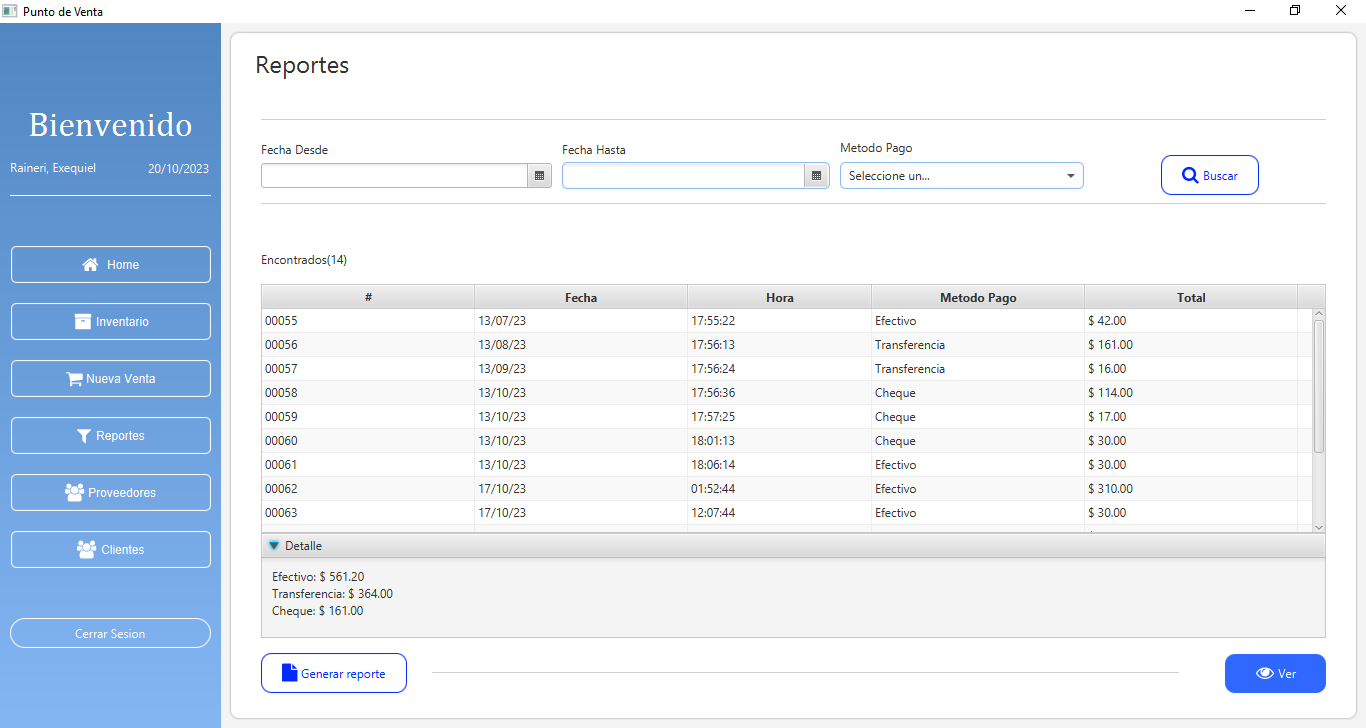 Punto de Venta
Bienvenido
Raineri, Exequiel 20/10/2023
Home
Inventario
Nueva Venta
Reportes
Proveedores
Clientes
Cerrar Sesion
Reportes
Fecha Desde Fecha Hasta Metodo Pago
Seleccione un...
Buscar
Encontrados(14)
# Fecha Hora Metodo Pago Total
00055 13/07/23 17:55:22 Efectivo $ 42.00
00056 13/08/23 17:56:13 Transferencia $ 161.00
00057 13/09/23 17:56:24 Transferencia $ 16.00
00058 13/10/23 17:56:36 Cheque $ 114.00
00059 13/10/23 17:57:25 Cheque $ 17.00
00060 13/10/23 18:01:13 Cheque $ 30.00
00061 13/10/23 18:06:14 Efectivo $ 30.00
00062 17/10/23 01:52:44 Efectivo $ 310.00
00063 17/10/23 12:07:44 Efectivo $ 30.00
Detalle
Efectivo: $ 561.20
Transferencia: $ 364.00
Cheque: $ 161.00
Generar reporte
Ver